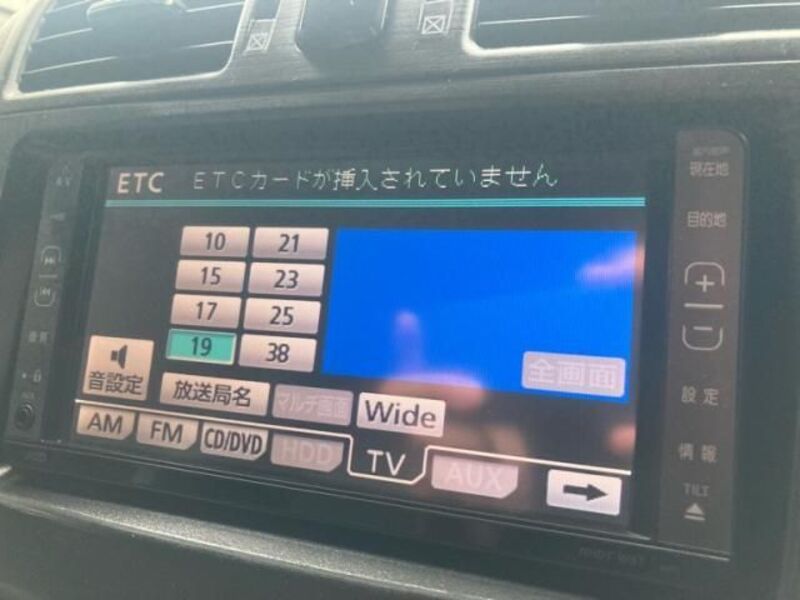 ETC ETCカードが挿入されていません
現在地
目的地
10 21
15 23
17 25
19 38
全画面
音設定
放送局名 マルチ画面 Wide
設定
AM FM CD/DVD HDD TV AUX
情報
TILT